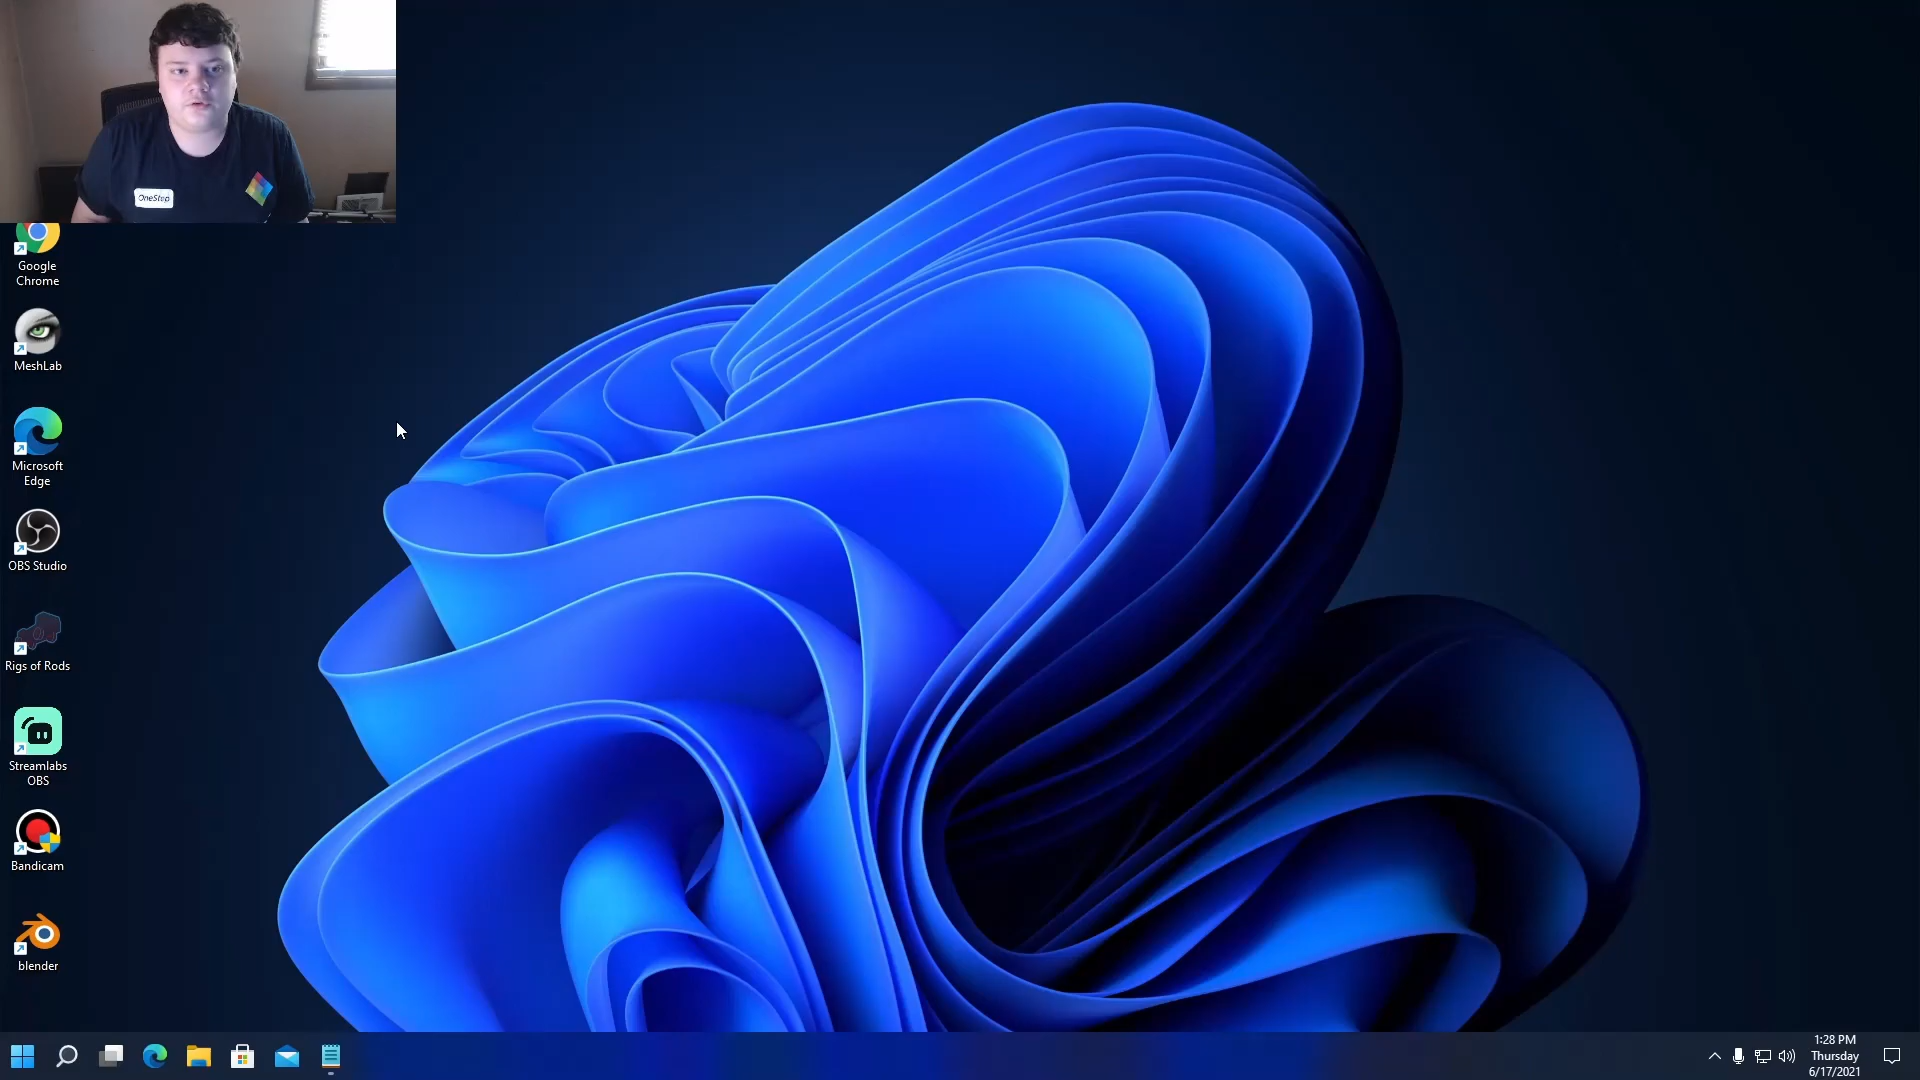 OneStop
Google
Chrome
MeshLab
Microsoft
Edge
OBS Studio
Rigs of Rods
Streamlabs
OBS
Bandicam
blender
1:28 PM
Thursday
6/17/2021